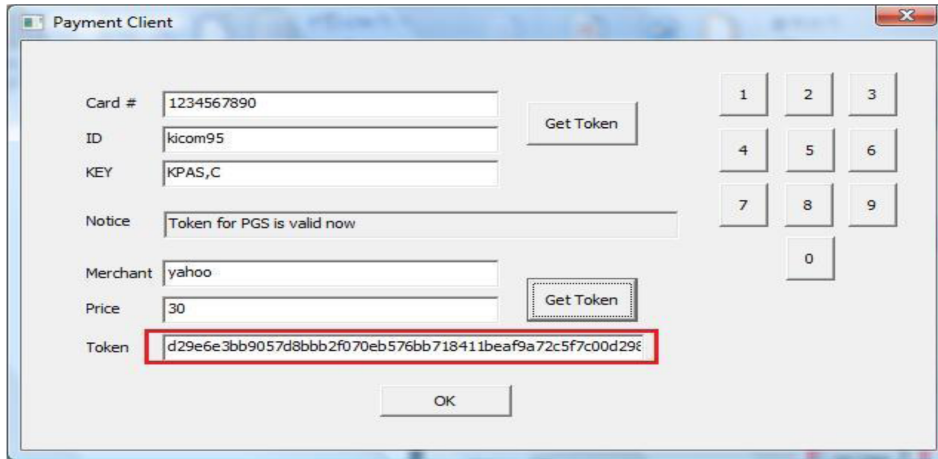 Payment Client
Card # 1234567890
Get Token
ID kicom95
KEY KPAS,C
1 2 3
4 5 6
7 8 9
0
Notice Token for PGS is valid now
Merchant yahoo
Price 30
Get Token
Token d29e6e3bb9057d8bbb2f070eb576bb718411beaf9a72c5f7c00d298
OK